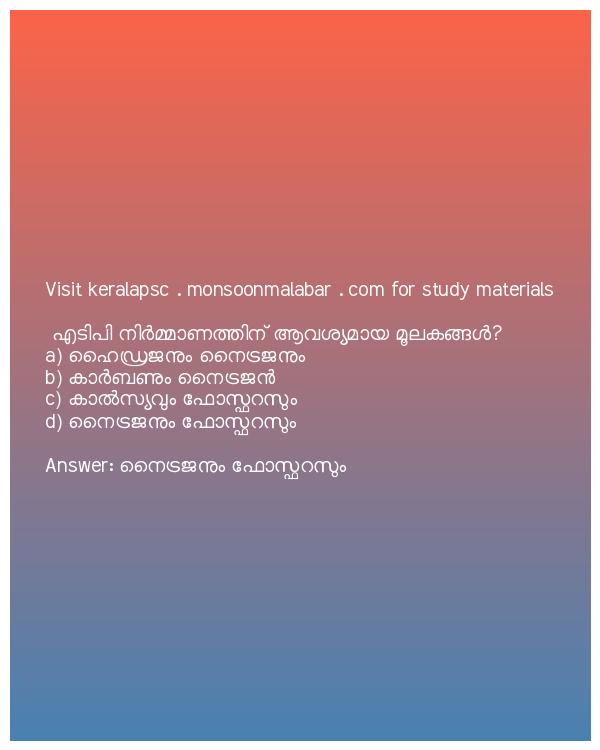 Visit keralapsc . monsoonmalabar . com for study materials
എടിപി നിർമ്മാണത്തിന് ആവശ്യമായ മൂലകങ്ങൾ?
a) ഹൈഡ്രജനും നൈട്രജനും
b) കാർബണും നൈട്രജൻ
c) കാൽസ്യവും ഫോസ്ഫറസും
d) നൈട്രജനും ഫോസ്ഫറസും
Answer: നൈട്രജനും ഫോസ്ഫറസും